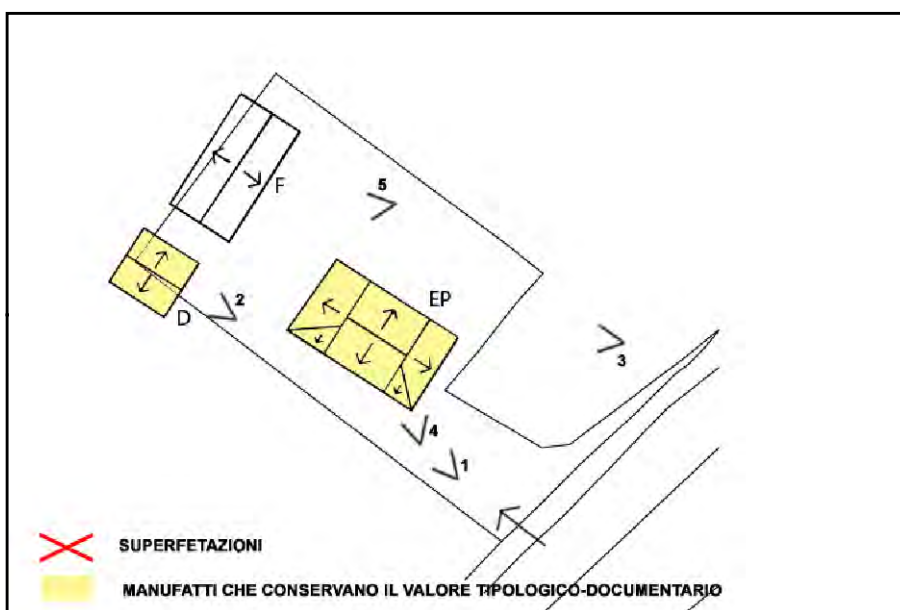 5
F
2
EP
D
3
4
1
SUPERFETAZIONI
MANUFATTI CHE CONSERVANO IL VALORE TIPOLOGICO-DOCUMENTARIO